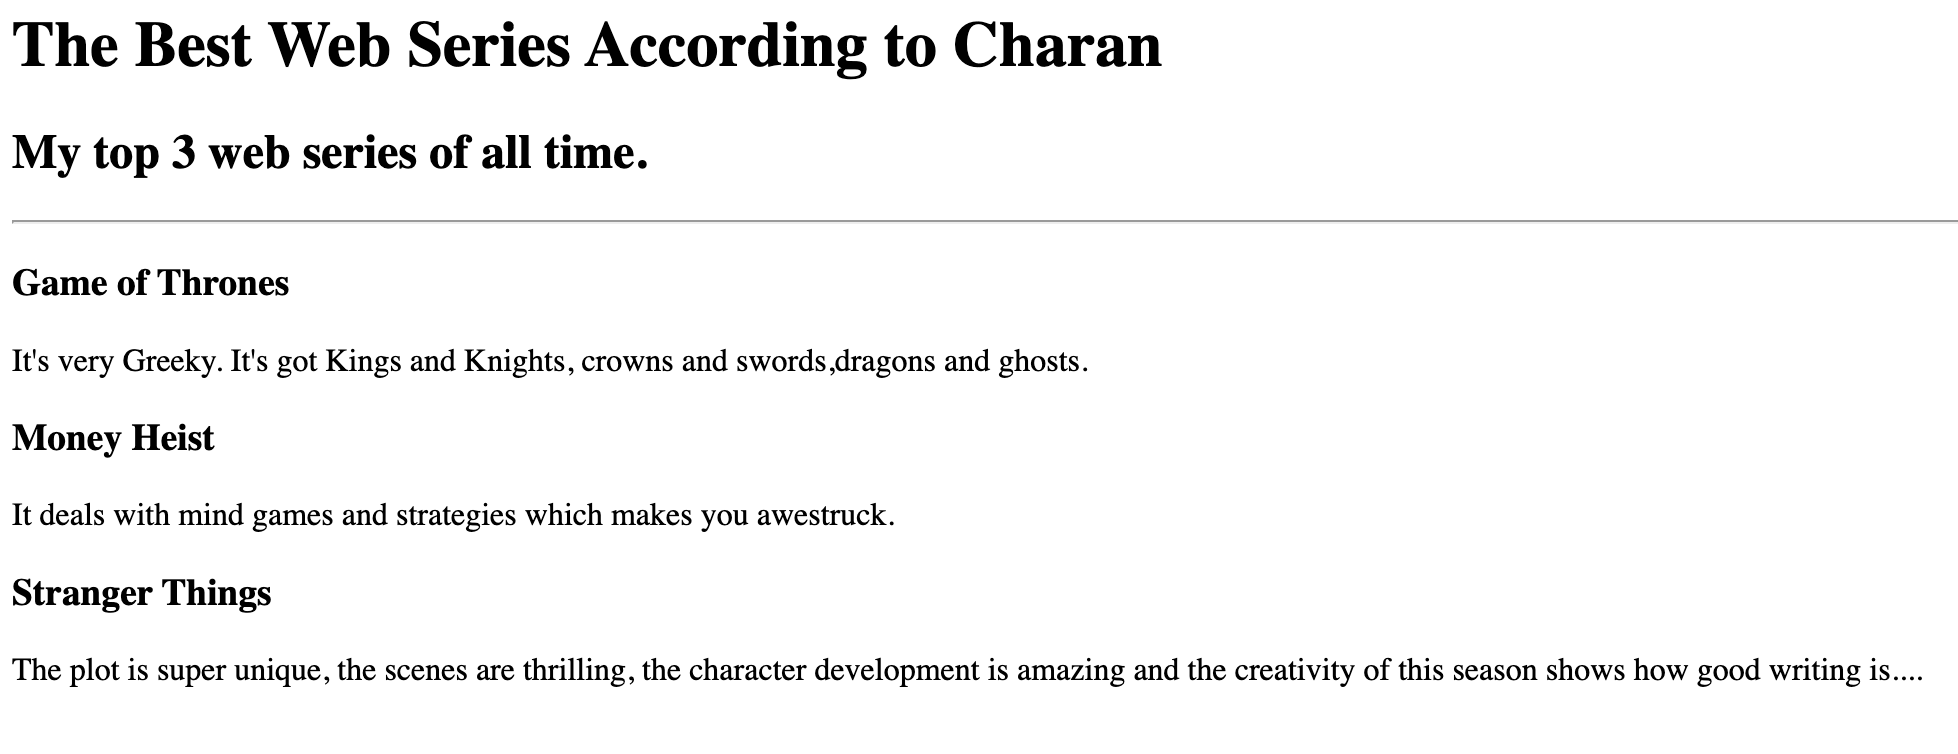 The Best Web Series According to Charan
My top 3 web series of all time.
Game of Thrones
It's very Greeky. It's got Kings and Knights, crowns and swords,dragons and ghosts.
Money Heist
It deals with mind games and strategies which makes you awestruck.
Stranger Things
The plot is super unique, the scenes are thrilling, the character development is amazing and the creativity of this season shows how good writing is....